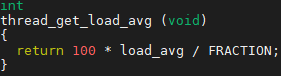 int
thread_get_load_avg (void)
{
  return 100 * load_avg / FRACTION;
}